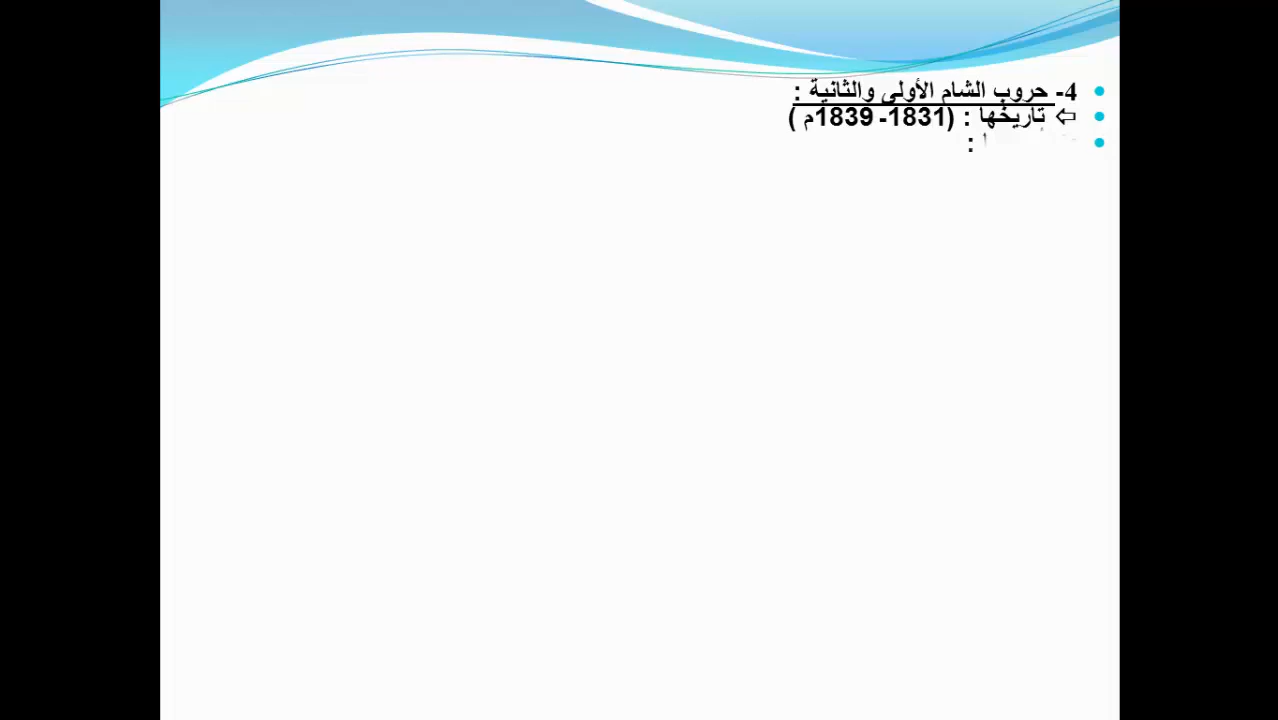 4- حروب الشام الأولى والثانية :
⇦ تاريخها : (1831- 1839م )
: